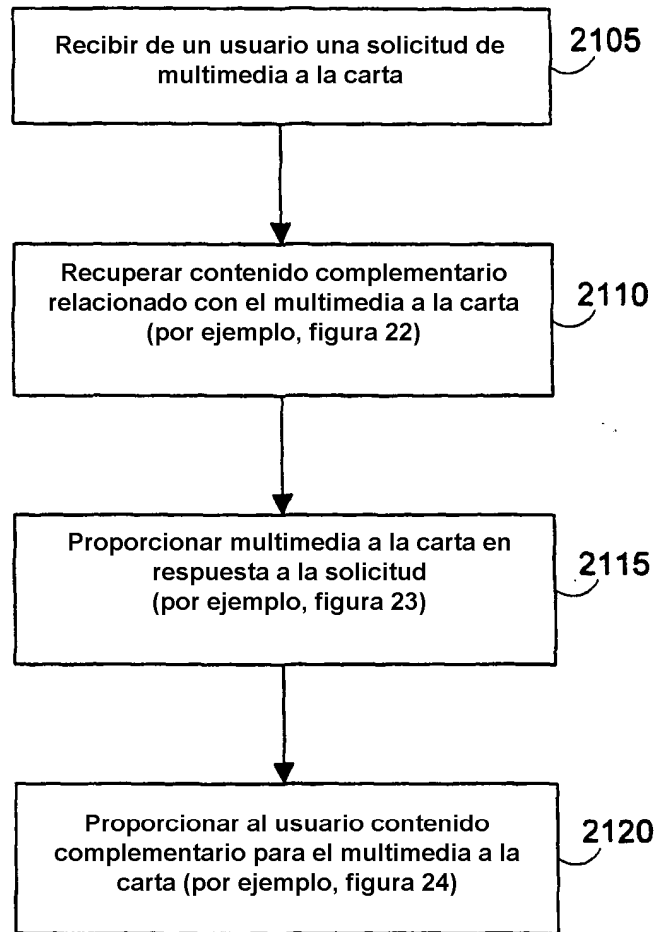 Recibir de un usuario una solicitud de
multimedia a la carta
2105
Recuperar contenido complementario
relacionado con el multimedia a la carta
(por ejemplo, figura 22)
2110
Proporcionar multimedia a la carta en
respuesta a la solicitud
(por ejemplo, figura 23)
2115
Proporcionar al usuario contenido
complementario para el multimedia a la
carta (por ejemplo, figura 24)
2120